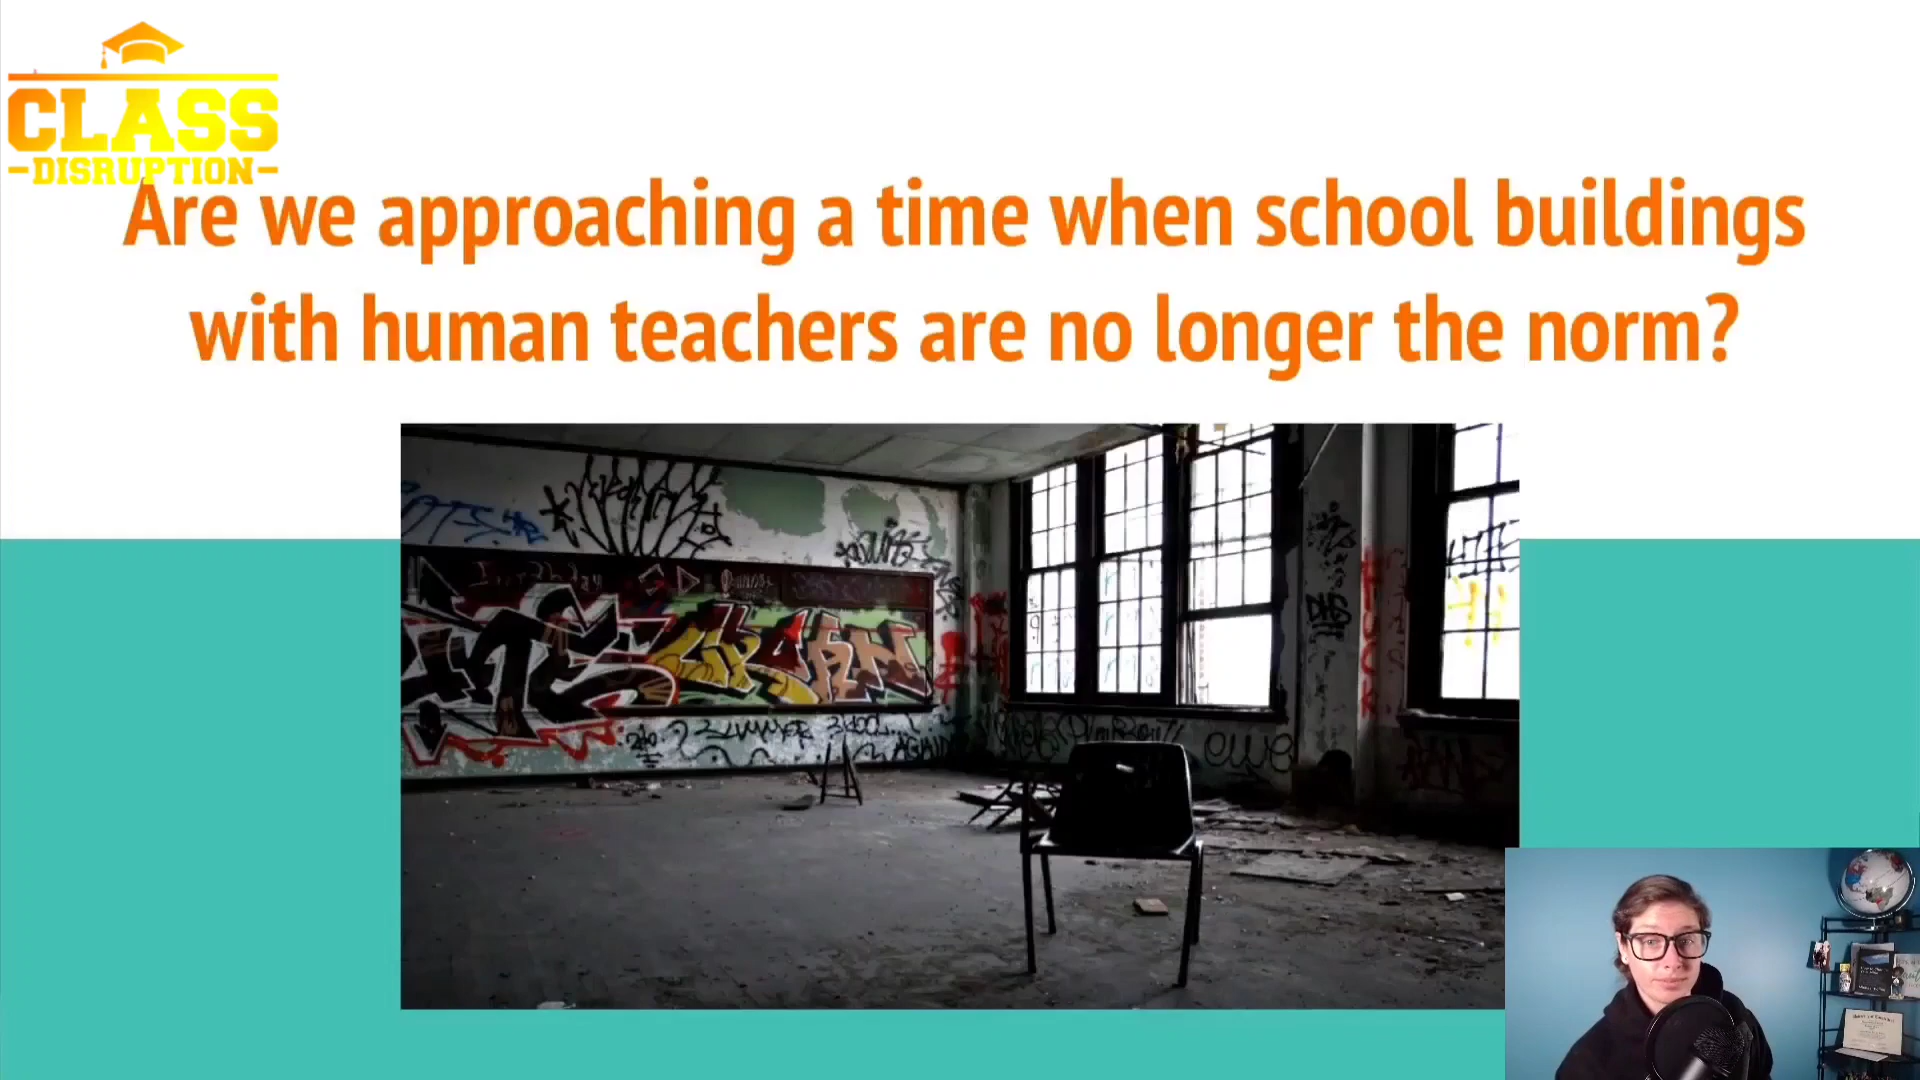 CLASS
-DISRUPTION-
Are we approaching a time when school buildings
with human teachers are no longer the norm?